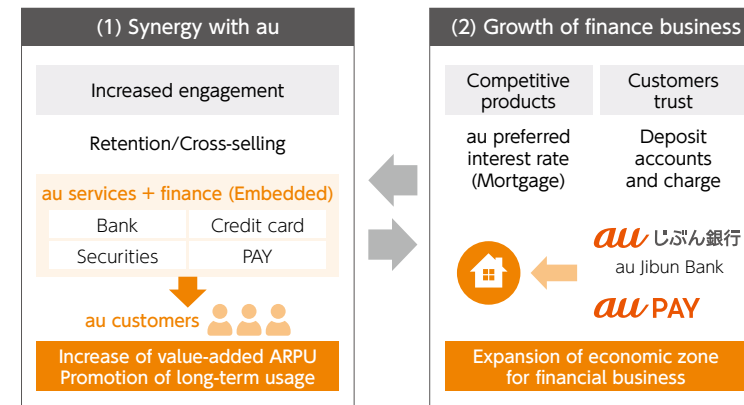 (1) Synergy with au
Increased engagement
Retention/Cross-selling
au services + finance (Embedded)
Bank
Credit card
Securities
PAY
au customers
Increase of value-added ARPU
Promotion of long-term usage
(2) Growth of finance business
Competitive
products
Customers
trust
au preferred
interest rate
(Mortgage)
Deposit
accounts
and charge
au じぶん銀行
au Jibun Bank
au PAY
Expansion of economic zone
for financial business